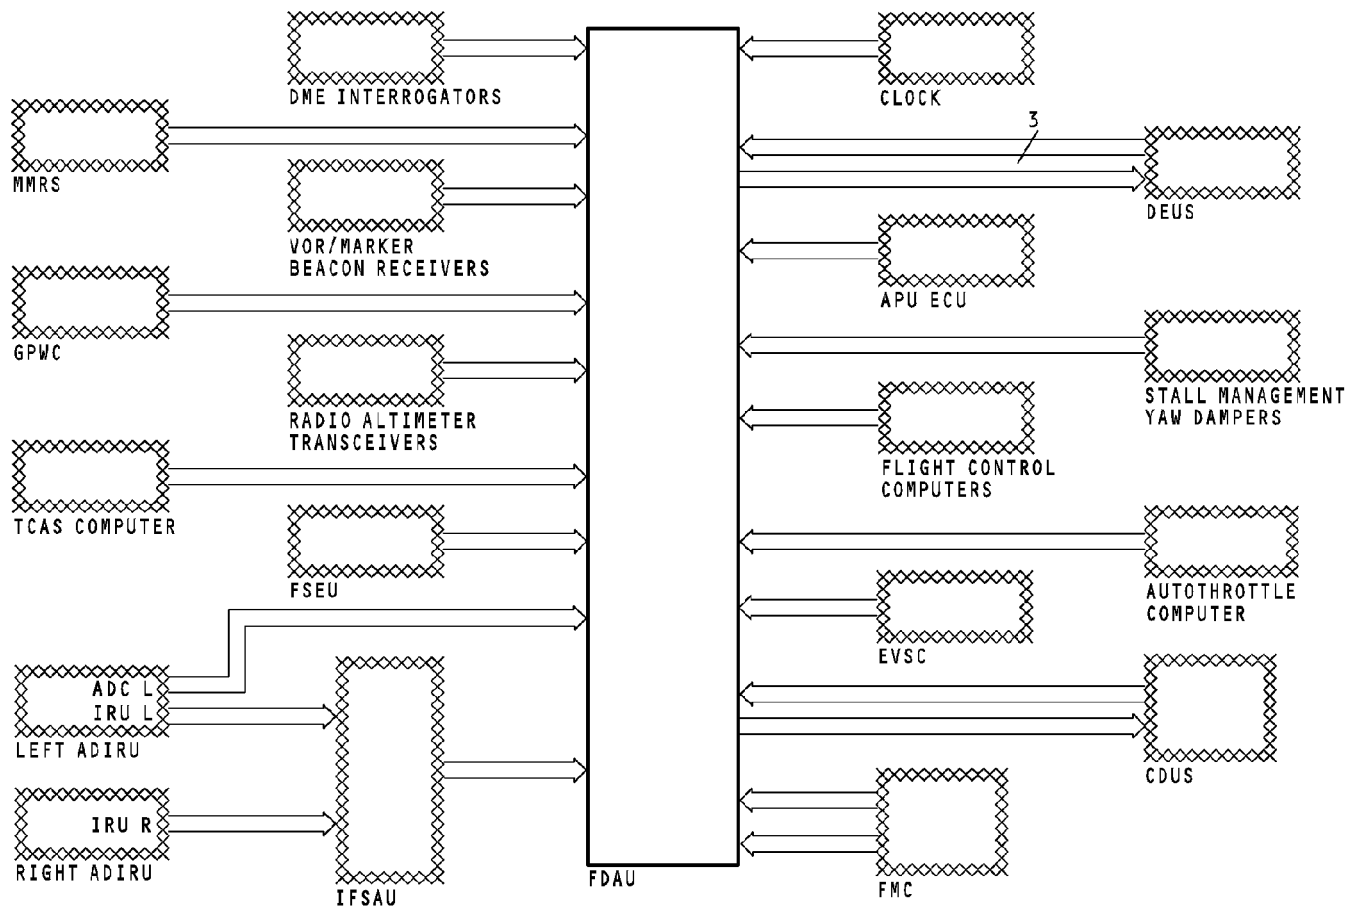 DME INTERROGATORS
CLOCK
3
MMRS
DEUS
VOR/MARKER
BEACON RECEIVERS
APU ECU
GPWC
STALL MANAGEMENT
YAW DAMPERS
RADIO ALTIMETER
TRANSCEIVERS
FLIGHT CONTROL
COMPUTERS
TCAS COMPUTER
FSEU
AUTOTHROTTLE
COMPUTER
EVSC
ADC L
IRU L
LEFT ADIRU
CDUS
IRU R
RIGHT ADIRU
IFSAU
FDAU
FMC